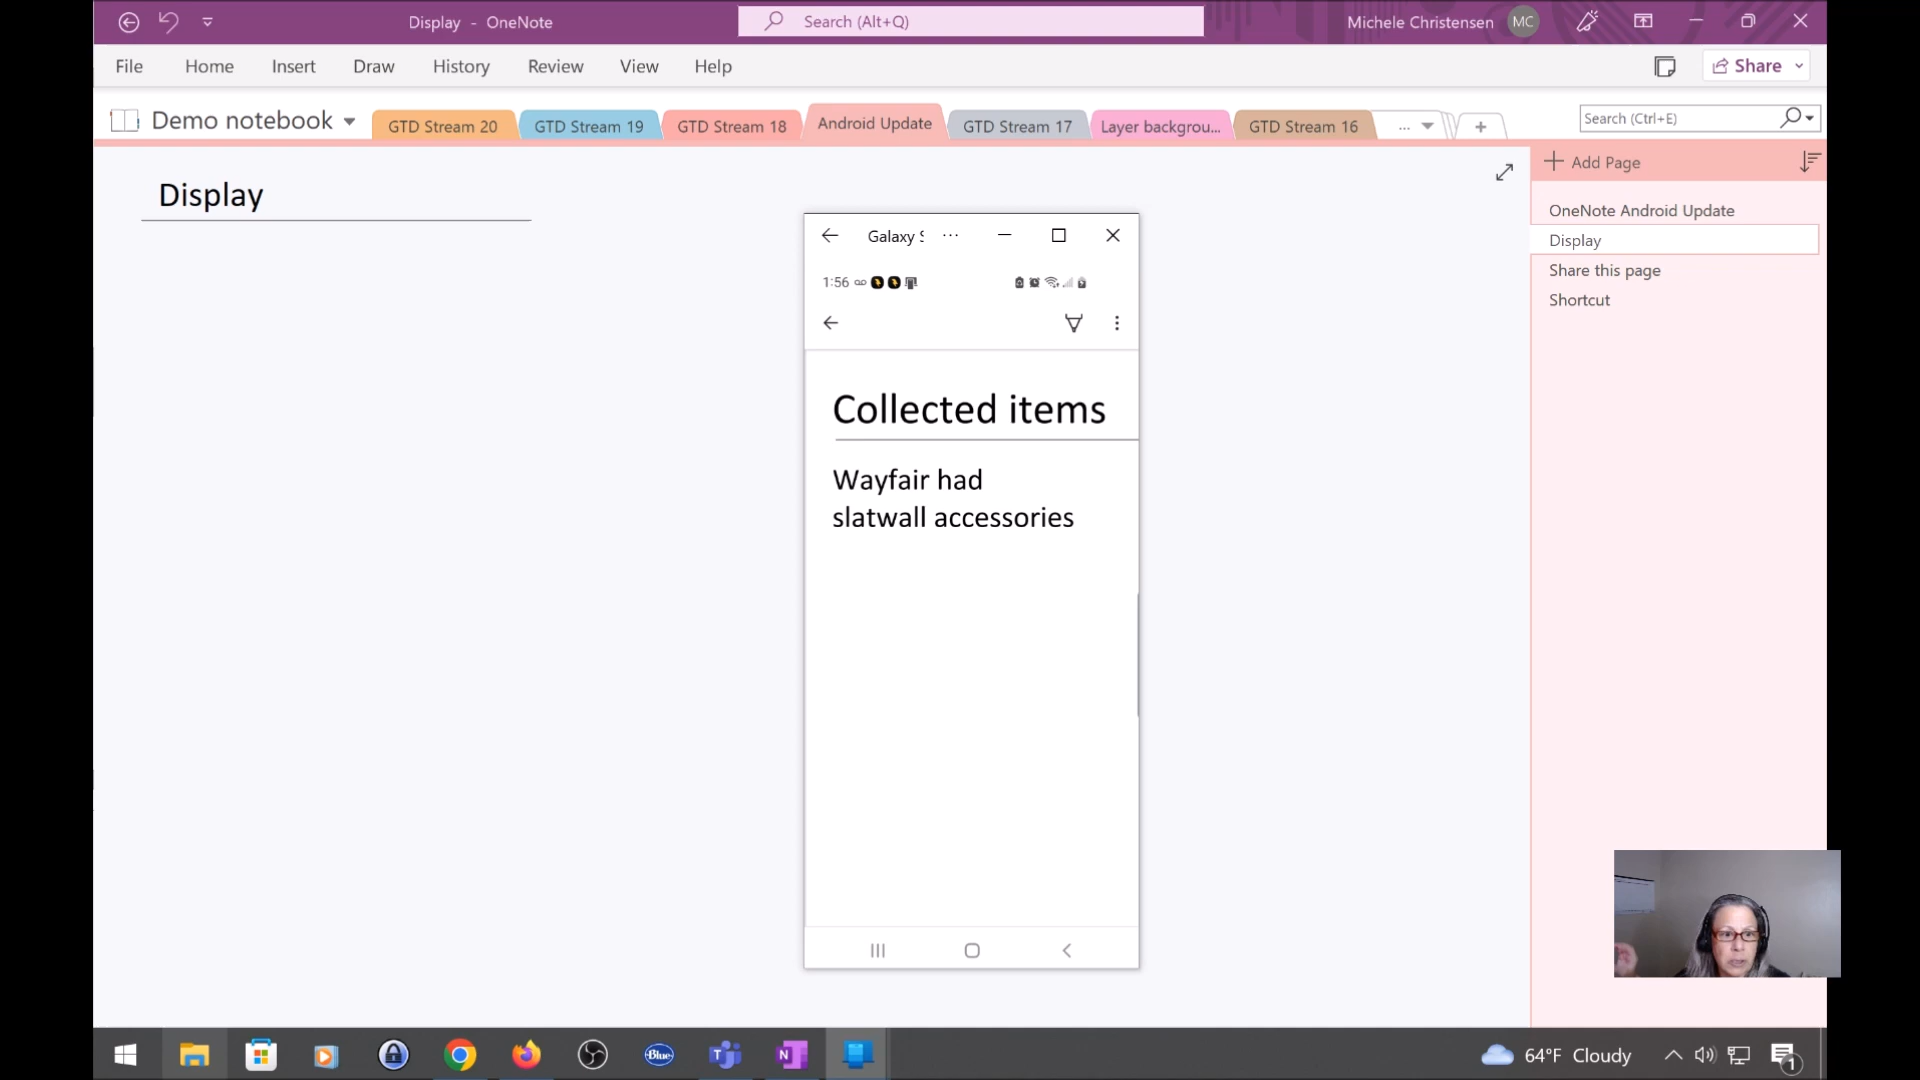 Display - OneNote
Search (Alt+Q)
Michele Christensen MC
File Home Insert Draw History Review View Help
Share
Demo notebook
GTD Stream 20
GTD Stream 19
GTD Stream 18
Android Update
GTD Stream 17
Layer backgrou...
GTD Stream 16
...
Search (Ctrl+E)
Display
Add Page
OneNote Android Update
Display
Share this page
Shortcut
Galaxy S ...
1:56
Collected items
Wayfair had
slatwall accessories
Blue
64°F Cloudy
1